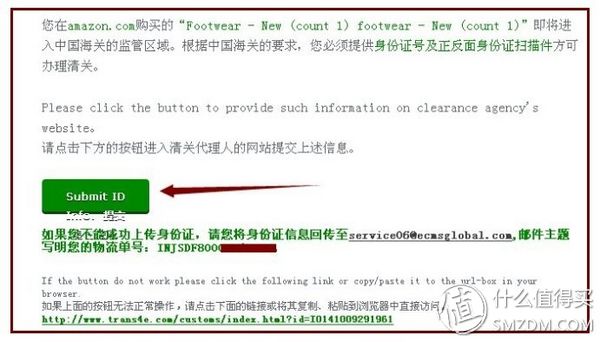 您在amazon.com购买的“Footwear - New (count 1) footwear - New (count 1)”即将进
入中国海关的监管区域。根据中国海关的要求，您必须提供身份证号及正反面身份证扫描件方可
办理清关。
Please click the button to provide such information on clearance agency's
website。
请点击下方的按钮进入清关代理人的网站提交上述信息。
Submit ID
Info. 提交
如果您不能成功上传身份证，请您将身份证信息回传至service06@ecmsglobal.com,邮件主题
写明您的物流单号：INJSDF8000
If the button do not work please click the following link or copy/paste it to the url-box in your
browser.
如果上面的按钮无法正常操作，请点击下面的链接或将其复制、粘贴到浏览器中直接访问。
http://www.trans4e.com/customs/index.html?id=IO141009291961
值 什么值得买
SMZDM.COM